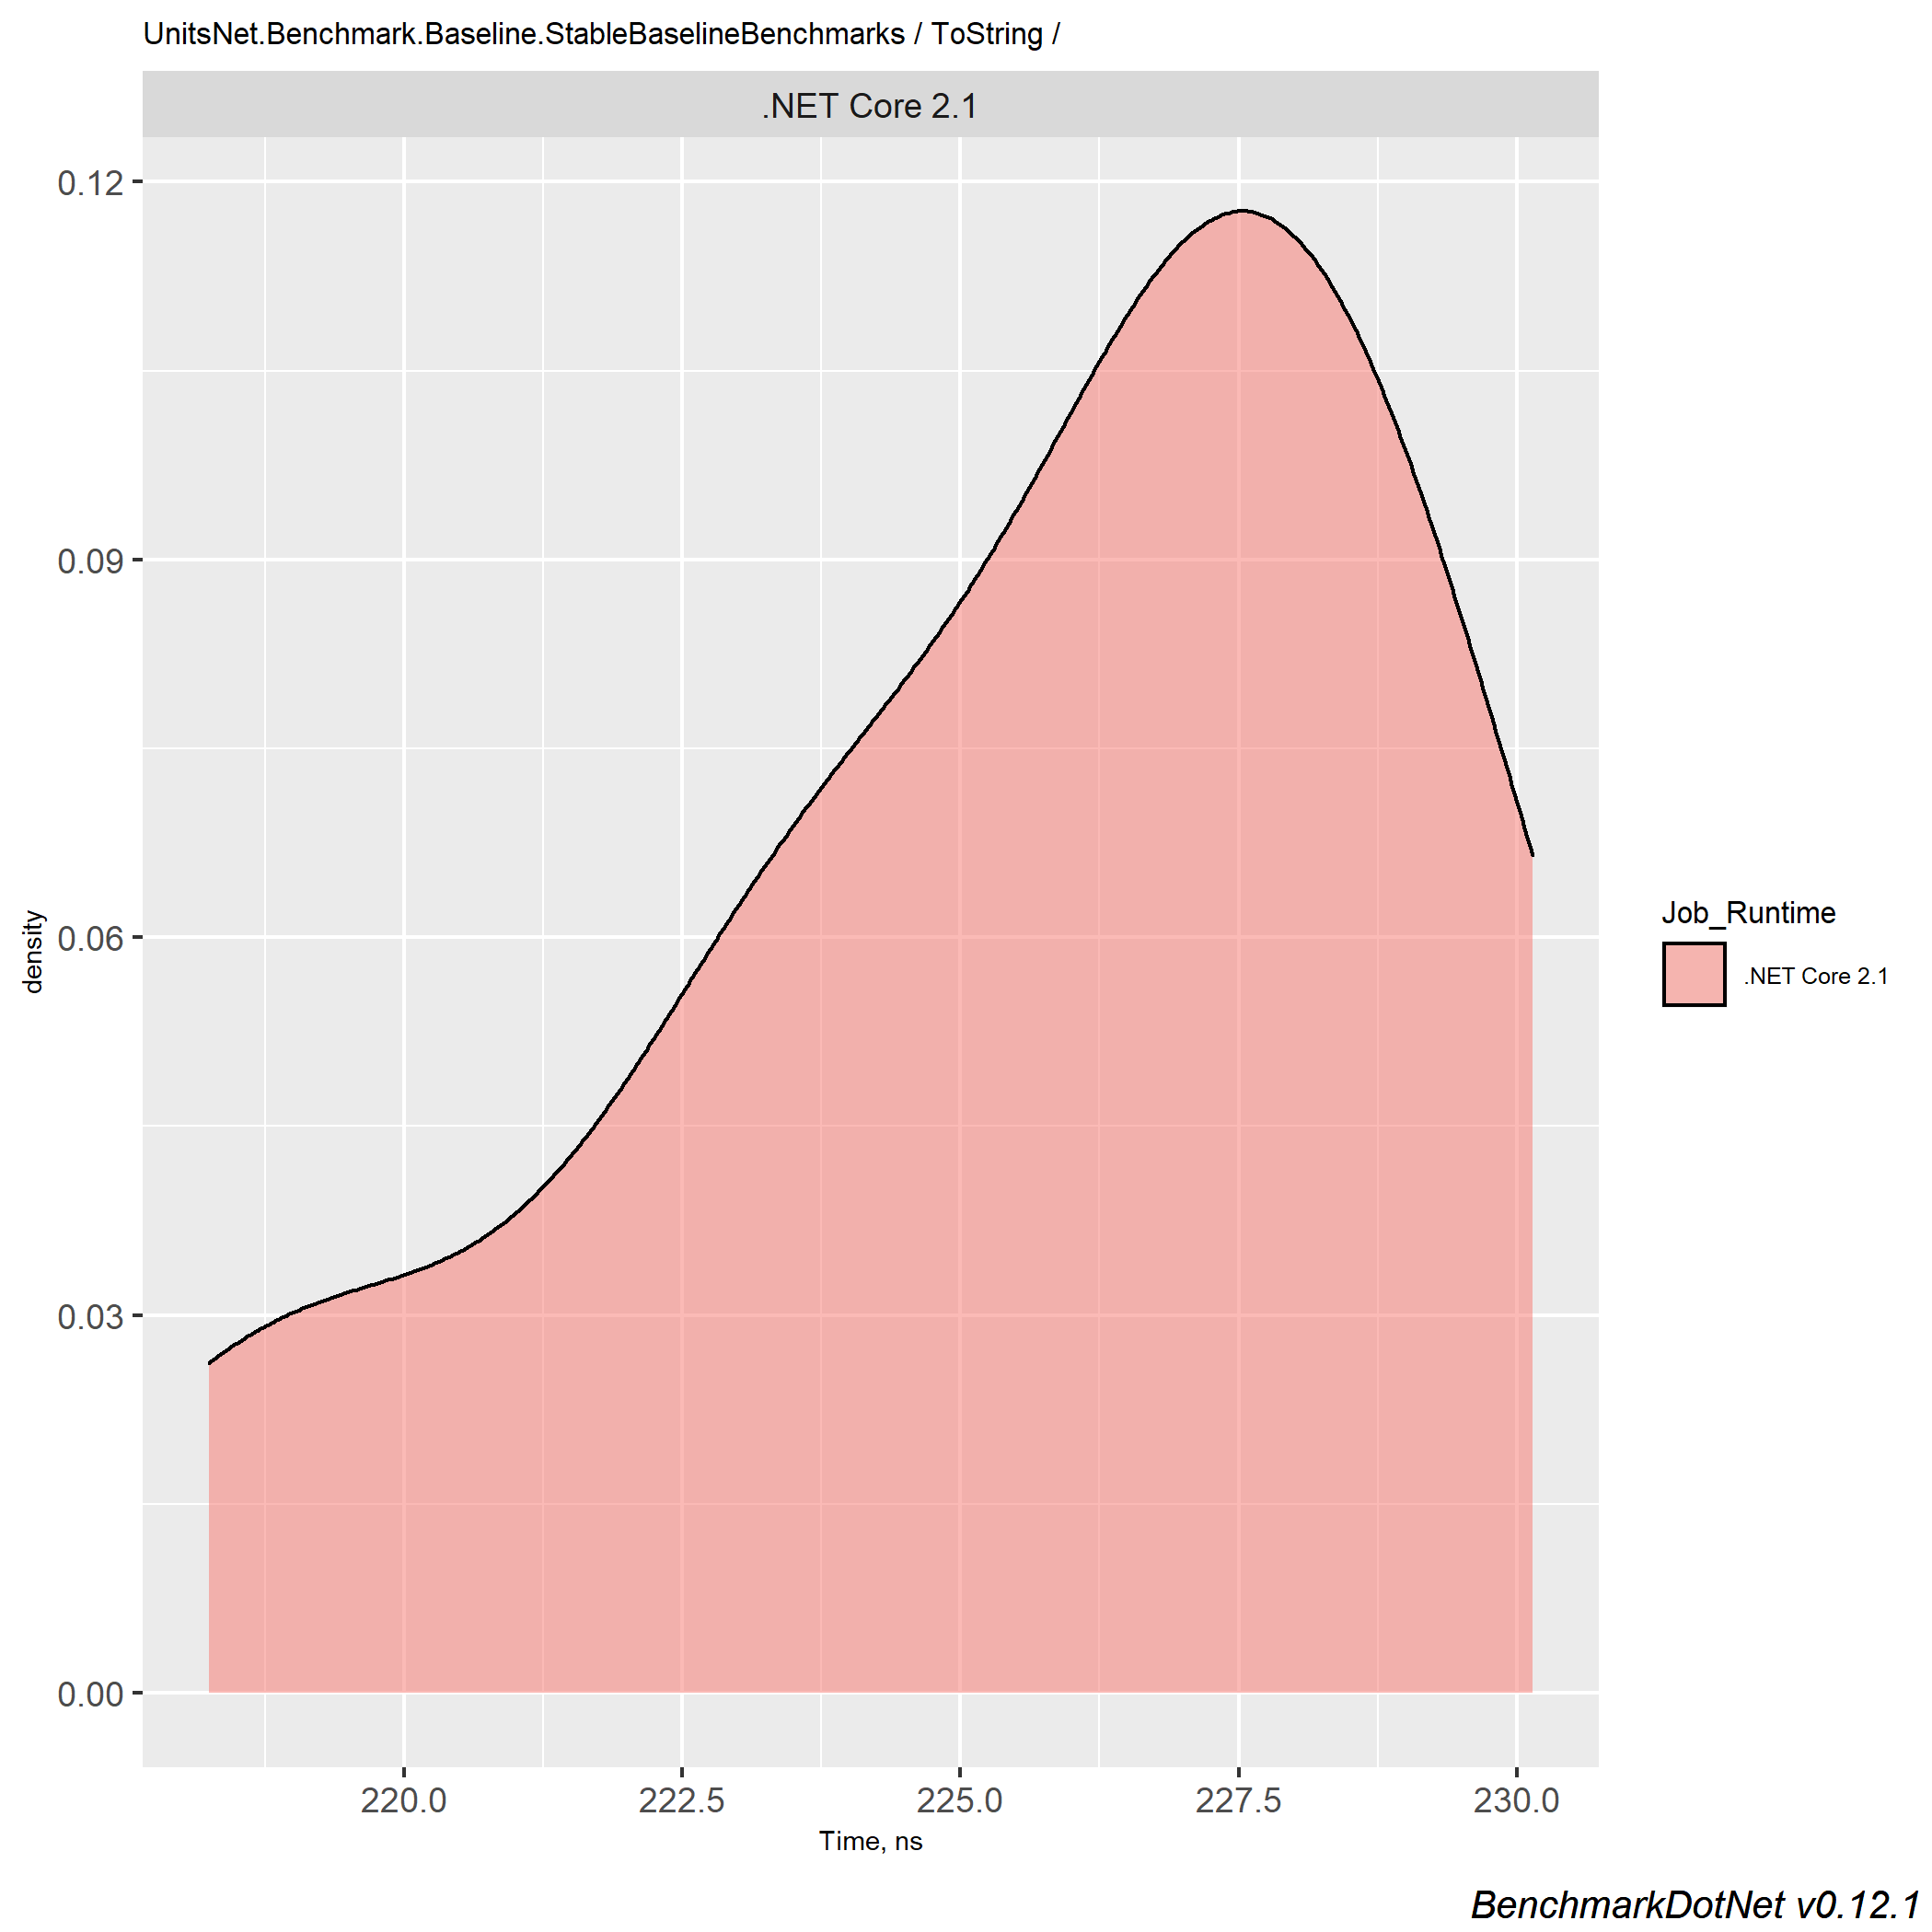 UnitsNet.Benchmark.Baseline.StableBaselineBenchmarks / ToString /
.NET Core 2.1
0.12
0.09
0.06
0.03
0.00
density
220.0 222.5 225.0 227.5 230.0
Time, ns
Job_Runtime
.NET Core 2.1
BenchmarkDotNet v0.12.1